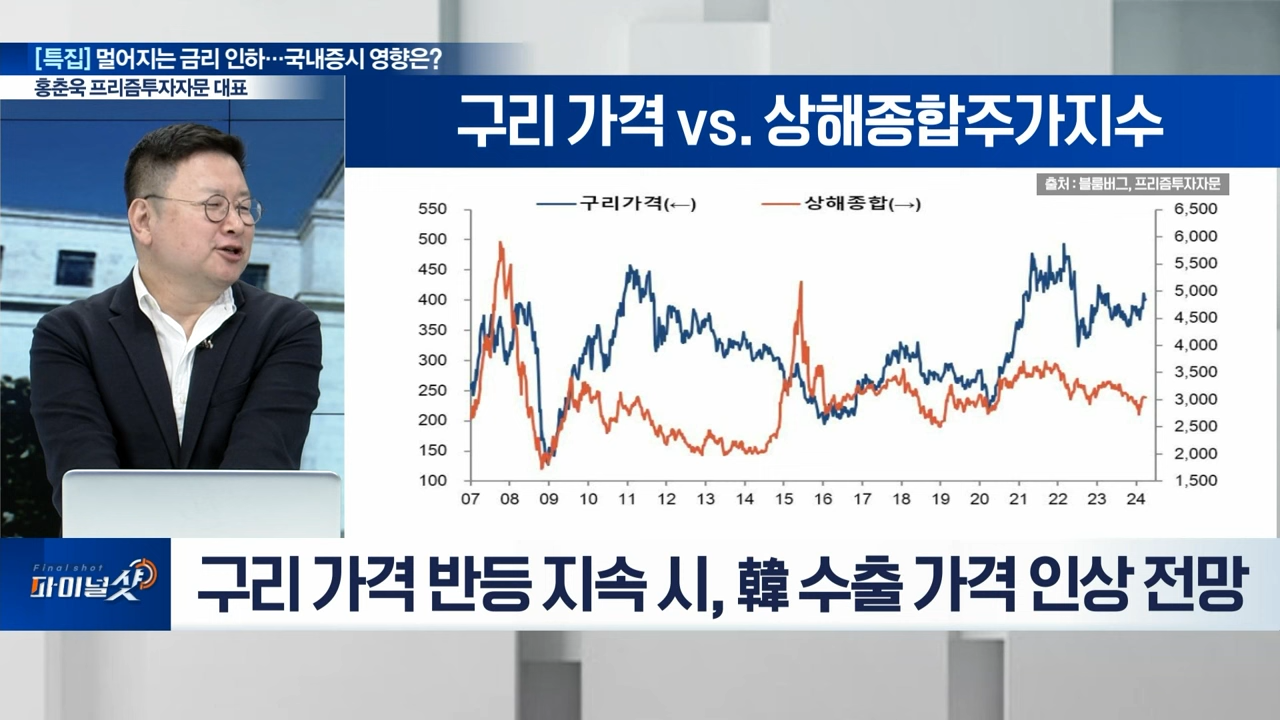 [특집] 멀어지는 금리 인하…국내증시 영향은?
홍춘욱 프리즘투자자문 대표
구리 가격 vs. 상해종합주가지수
출처 : 블룸버그, 프리즘투자자문
구리가격(←) 상해종합(→)
550 6,500
500 6,000
450 5,500
400 5,000
350 4,500
300 4,000
250 3,500
200 3,000
150 2,500
100 2,000
1,500
07 08 09 10 11 12 13 14 15 16 17 18 19 20 21 22 23 24
Final shot
파이널샷
구리 가격 반등 지속 시, 韓 수출 가격 인상 전망